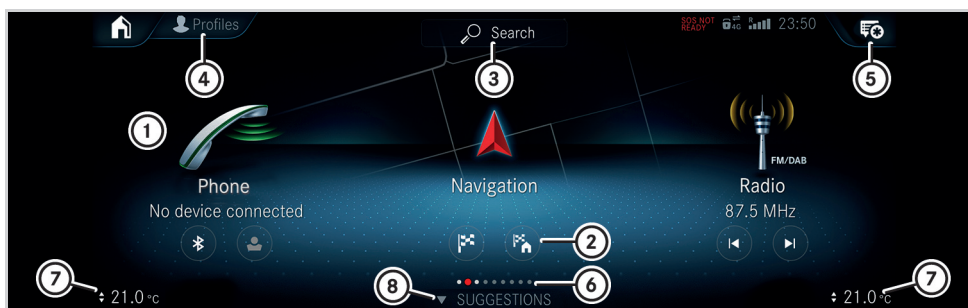 Profiles
Search
SOS NOT
READY
4G
R
23:50
4
3
5
1
FM/DAB
Phone
Navigation
Radio
No device connected
87.5 MHz
2
7
8
6
7
21.0 °C
SUGGESTIONS
21.0 °C